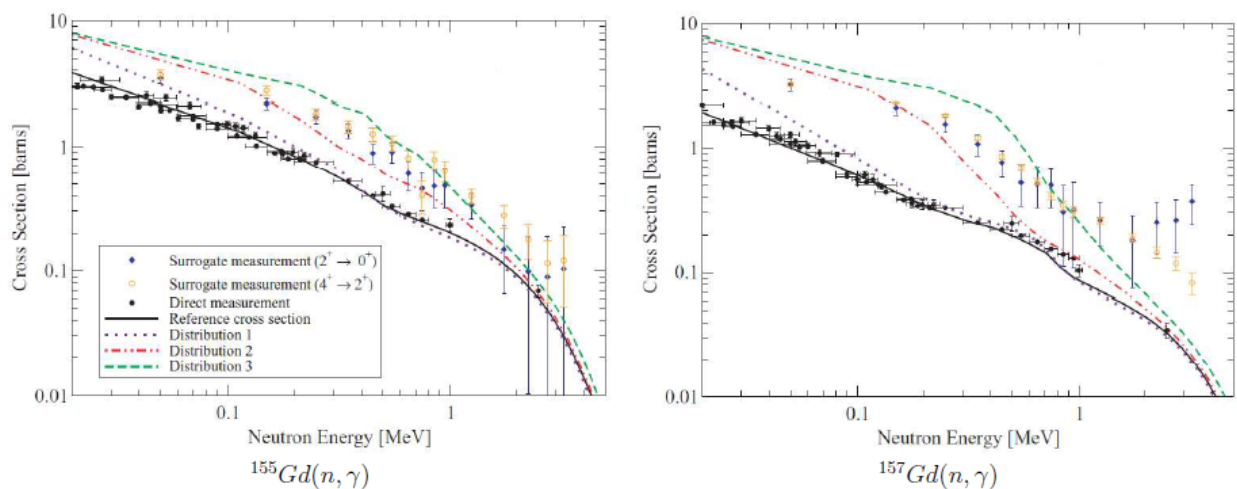 10
1
0.1
0.01
Cross Section [barns]
0.1
1
Neutron Energy [MeV]
Surrogate measurement (2⁺ → 0⁺)
Surrogate measurement (4⁺ → 2⁺)
Direct measurement
Reference cross section
Distribution 1
Distribution 2
Distribution 3
¹⁵⁵Gd(n, γ)
10
1
0.1
0.01
Cross Section [barns]
0.1
1
Neutron Energy [MeV]
¹⁵⁷Gd(n, γ)